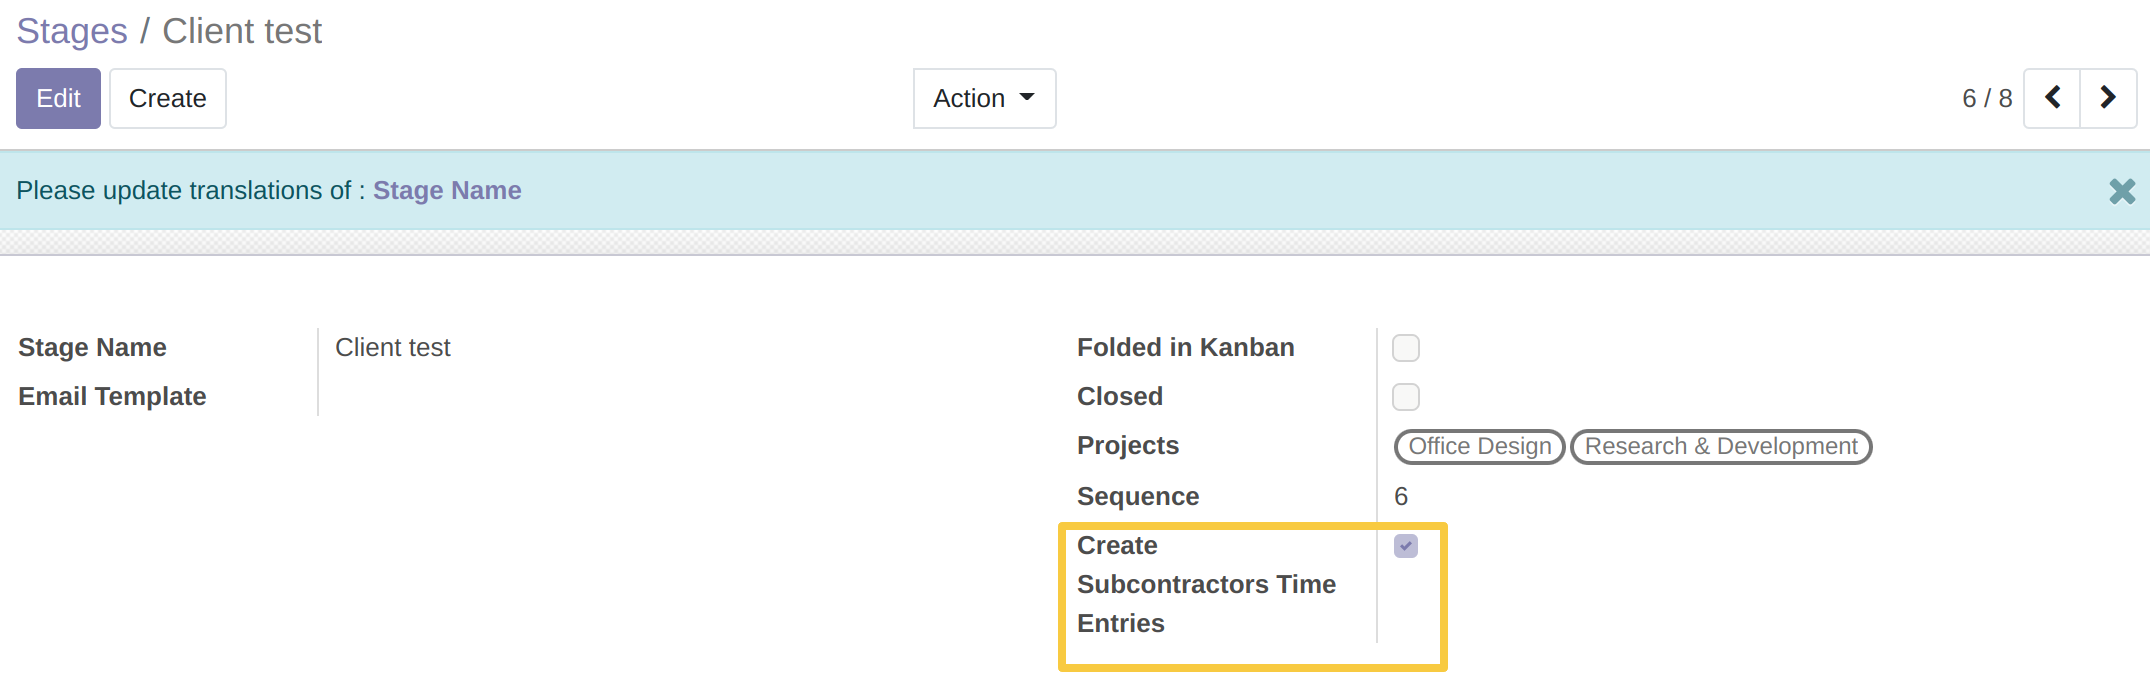 Stages / Client test
Edit Create Action 6 / 8
Please update translations of : Stage Name
Stage Name Client test
Email Template
Folded in Kanban
Closed
Projects Office Design Research & Development
Sequence 6
Create
Subcontractors Time
Entries